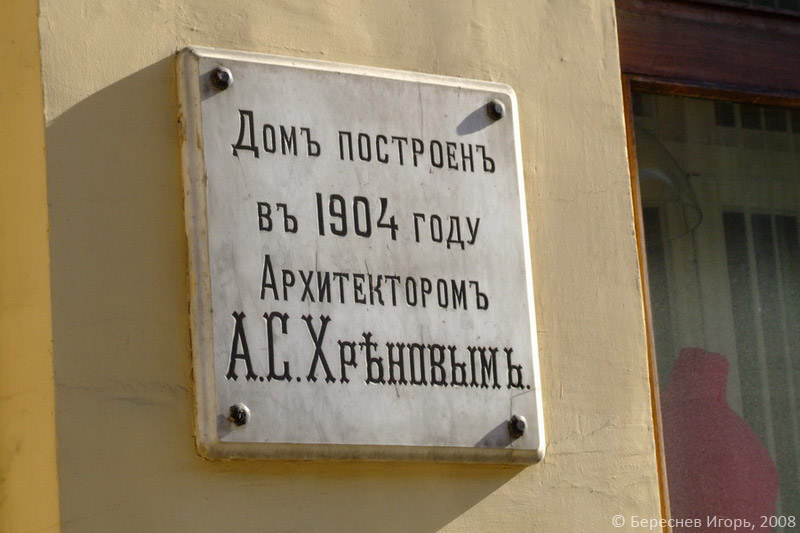 Домъ построенъ
въ 1904 году
Архитекторомъ
А.С.Хрѣновымъ.
© Береснев Игорь, 2008